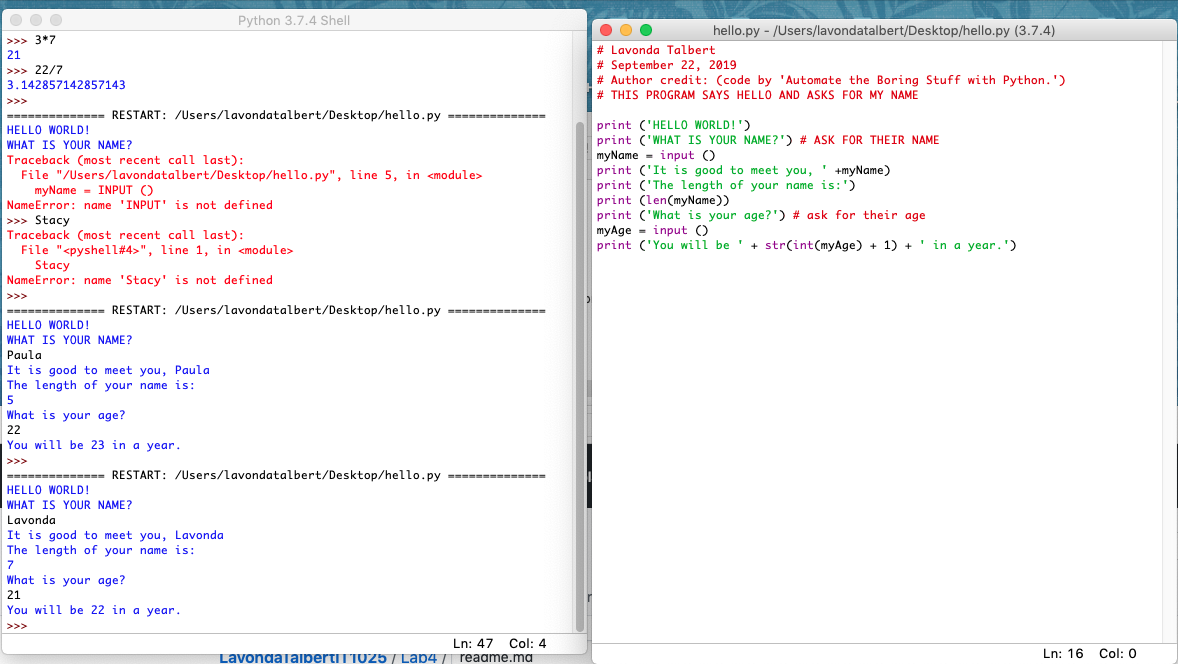 Python 3.7.4 Shell
>>> 3*7
21
>>> 22/7
3.142857142857143
>>>
============== RESTART: /Users/lavondatalbert/Desktop/hello.py ==============
HELLO WORLD!
WHAT IS YOUR NAME?
Traceback (most recent call last):
  File "/Users/lavondatalbert/Desktop/hello.py", line 5, in <module>
    myName = INPUT ()
NameError: name 'INPUT' is not defined
>>> Stacy
Traceback (most recent call last):
  File "<pyshell#4>", line 1, in <module>
    Stacy
NameError: name 'Stacy' is not defined
>>>
============== RESTART: /Users/lavondatalbert/Desktop/hello.py ==============
HELLO WORLD!
WHAT IS YOUR NAME?
Paula
It is good to meet you, Paula
The length of your name is:
5
What is your age?
22
You will be 23 in a year.
>>>
============== RESTART: /Users/lavondatalbert/Desktop/hello.py ==============
HELLO WORLD!
WHAT IS YOUR NAME?
Lavonda
It is good to meet you, Lavonda
The length of your name is:
7
What is your age?
21
You will be 22 in a year.
>>>
Ln: 47 Col: 4
LavondaTalbertIT1025 / Lab4 / readme.md
hello.py - /Users/lavondatalbert/Desktop/hello.py (3.7.4)
# Lavonda Talbert
# September 22, 2019
# Author credit: (code by 'Automate the Boring Stuff with Python.')
# THIS PROGRAM SAYS HELLO AND ASKS FOR MY NAME
print ('HELLO WORLD!')
print ('WHAT IS YOUR NAME?') # ASK FOR THEIR NAME
myName = input ()
print ('It is good to meet you, ' +myName)
print ('The length of your name is:')
print (len(myName))
print ('What is your age?') # ask for their age
myAge = input ()
print ('You will be ' + str(int(myAge) + 1) + ' in a year.')
Ln: 16 Col: 0